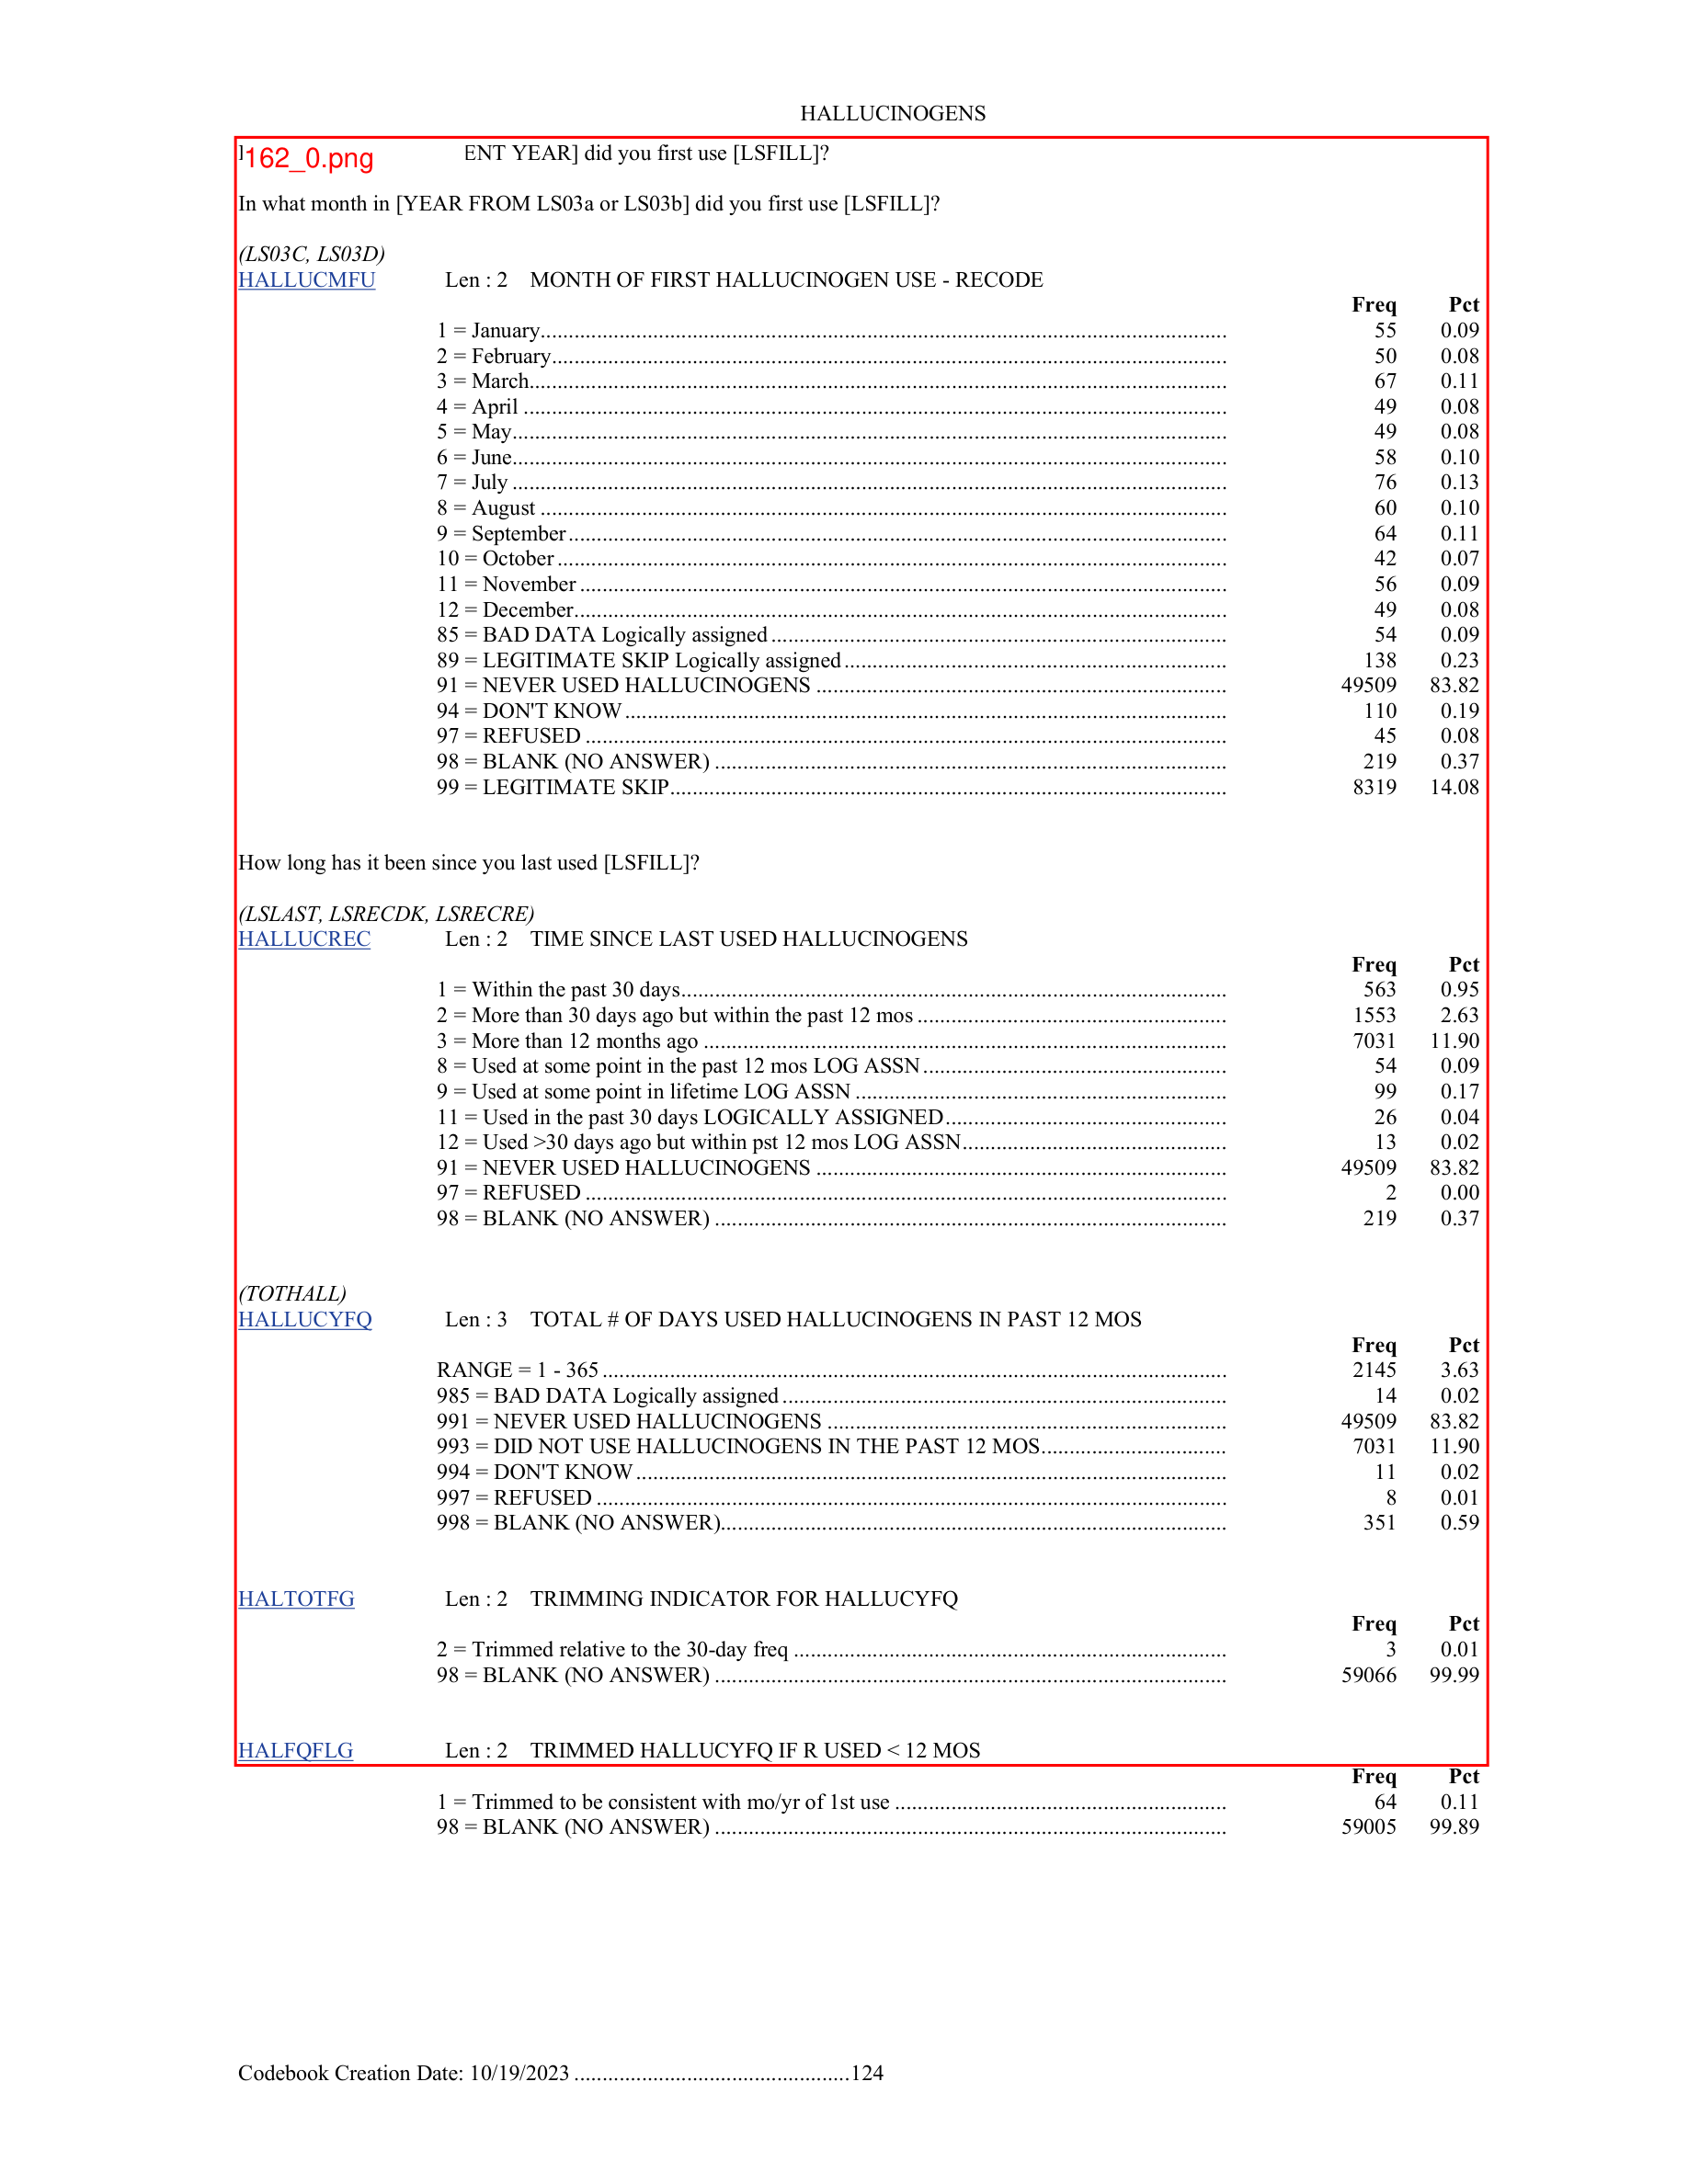 HALLUCINOGENS
162_0.png ENT YEAR] did you first use [LSFILL]?
In what month in [YEAR FROM LS03a or LS03b] did you first use [LSFILL]?
(LS03C, LS03D)
HALLUCMFU Len : 2 MONTH OF FIRST HALLUCINOGEN USE - RECODE
Freq Pct
1 = January 55 0.09
2 = February 50 0.08
3 = March 67 0.11
4 = April 49 0.08
5 = May 49 0.08
6 = June 58 0.10
7 = July 76 0.13
8 = August 60 0.10
9 = September 64 0.11
10 = October 42 0.07
11 = November 56 0.09
12 = December 49 0.08
85 = BAD DATA Logically assigned 54 0.09
89 = LEGITIMATE SKIP Logically assigned 138 0.23
91 = NEVER USED HALLUCINOGENS 49509 83.82
94 = DON'T KNOW 110 0.19
97 = REFUSED 45 0.08
98 = BLANK (NO ANSWER) 219 0.37
99 = LEGITIMATE SKIP 8319 14.08
How long has it been since you last used [LSFILL]?
(LSLAST, LSRECDK, LSRECRE)
HALLUCREC Len : 2 TIME SINCE LAST USED HALLUCINOGENS
Freq Pct
1 = Within the past 30 days 563 0.95
2 = More than 30 days ago but within the past 12 mos 1553 2.63
3 = More than 12 months ago 7031 11.90
8 = Used at some point in the past 12 mos LOG ASSN 54 0.09
9 = Used at some point in lifetime LOG ASSN 99 0.17
11 = Used in the past 30 days LOGICALLY ASSIGNED 26 0.04
12 = Used >30 days ago but within pst 12 mos LOG ASSN 13 0.02
91 = NEVER USED HALLUCINOGENS 49509 83.82
97 = REFUSED 2 0.00
98 = BLANK (NO ANSWER) 219 0.37
(TOTHALL)
HALLUCYFQ Len : 3 TOTAL # OF DAYS USED HALLUCINOGENS IN PAST 12 MOS
Freq Pct
RANGE = 1 - 365 2145 3.63
985 = BAD DATA Logically assigned 14 0.02
991 = NEVER USED HALLUCINOGENS 49509 83.82
993 = DID NOT USE HALLUCINOGENS IN THE PAST 12 MOS 7031 11.90
994 = DON'T KNOW 11 0.02
997 = REFUSED 8 0.01
998 = BLANK (NO ANSWER) 351 0.59
HALTOTFG Len : 2 TRIMMING INDICATOR FOR HALLUCYFQ
Freq Pct
2 = Trimmed relative to the 30-day freq 3 0.01
98 = BLANK (NO ANSWER) 59066 99.99
HALFQFLG Len : 2 TRIMMED HALLUCYFQ IF R USED < 12 MOS
Freq Pct
1 = Trimmed to be consistent with mo/yr of 1st use 64 0.11
98 = BLANK (NO ANSWER) 59005 99.89
Codebook Creation Date: 10/19/2023 124